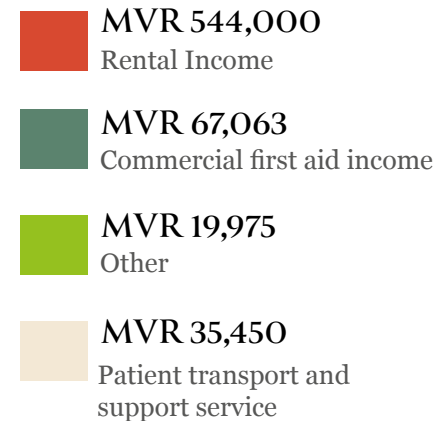 MVR 544,000
Rental Income
MVR 67,063
Commercial first aid income
MVR 19,975
Other
MVR 35,450
Patient transport and
support service